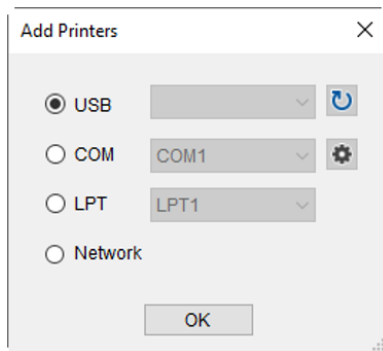 Add Printers
USB
COM COM1
LPT LPT1
Network
OK